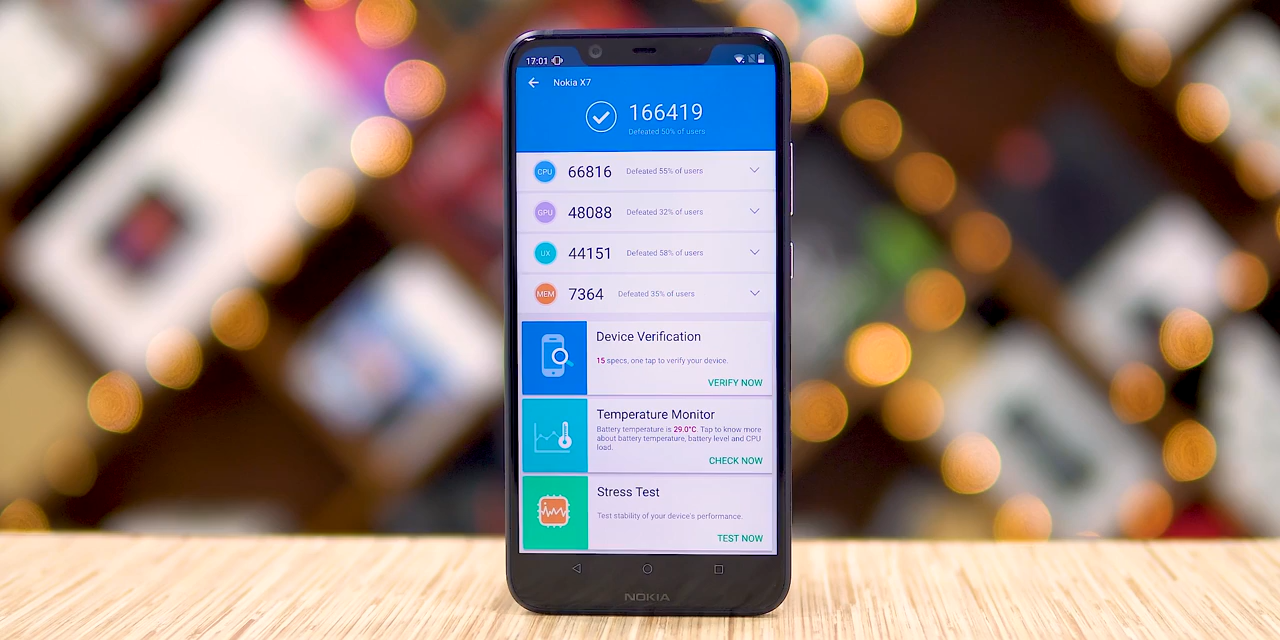 17:01
Nokia X7
166419
Defeated 50% of users
CPU 66816 Defeated 55% of users
GPU 48088 Defeated 32% of users
UX 44151 Defeated 58% of users
MEM 7364 Defeated 35% of users
Device Verification
15 specs, one tap to verify your device.
VERIFY NOW
Temperature Monitor
Battery temperature is 29.0°C. Tap to know more
about battery temperature, battery level and CPU
load.
CHECK NOW
Stress Test
Test stability of your device's performance.
TEST NOW
NOKIA